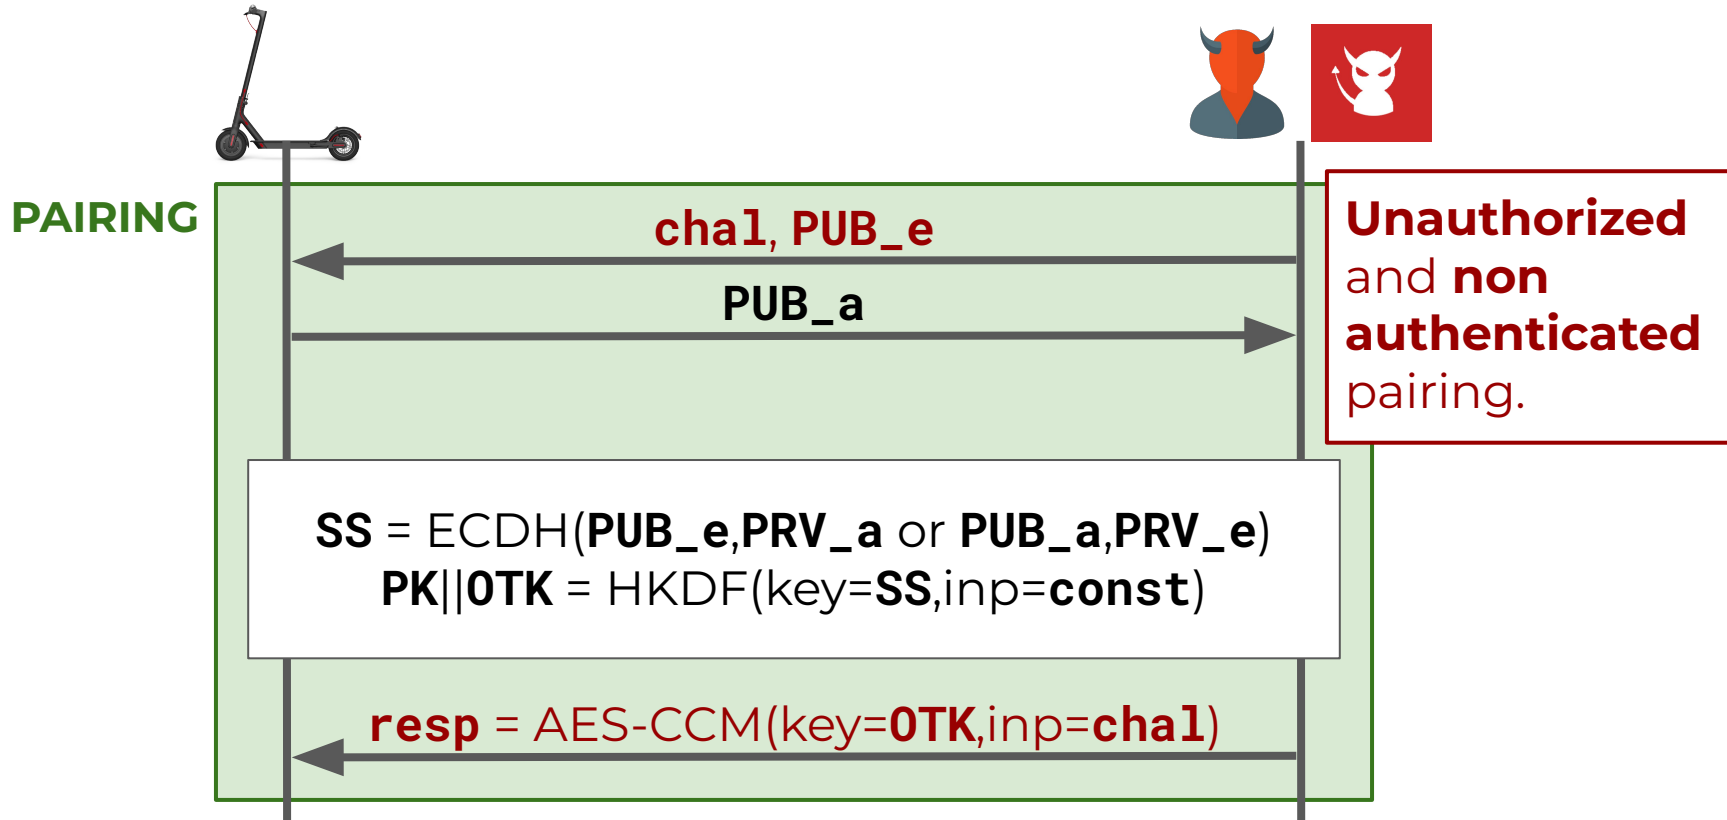 PAIRING
chal, PUB_e
PUB_a
Unauthorized
and non
authenticated
pairing.
SS = ECDH(PUB_e,PRV_a or PUB_a,PRV_e)
PK||OTK = HKDF(key=SS,inp=const)
resp = AES-CCM(key=OTK,inp=chal)